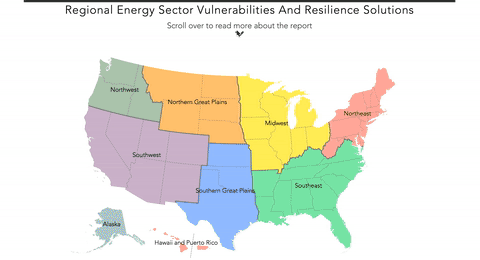 Regional Energy Sector Vulnerabilities And Resilience Solutions
Scroll over to read more about the report
Northwest
Northern Great Plains
Midwest
Northeast
Southwest
Southern Great Plains
Southeast
Alaska
Hawaii and Puerto Rico